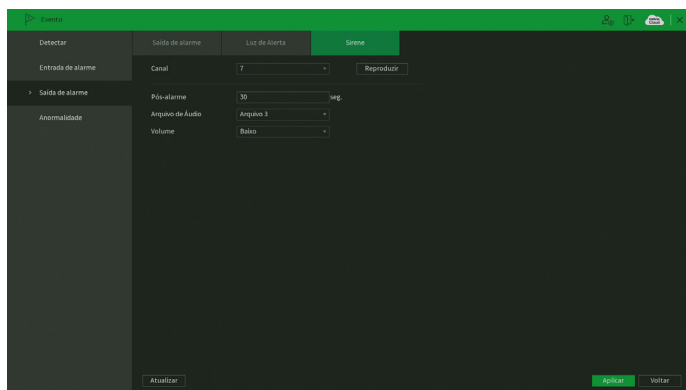 Evento
Detectar
Entrada de alarme
> Saída de alarme
Anormalidade
Saída de alarme Luz de Alerta Sirene
Canal 7 Reproduzir
Pós-alarme 30 seg.
Arquivo de Áudio Arquivo 3
Volume Baixo
Atualizar Aplicar Voltar